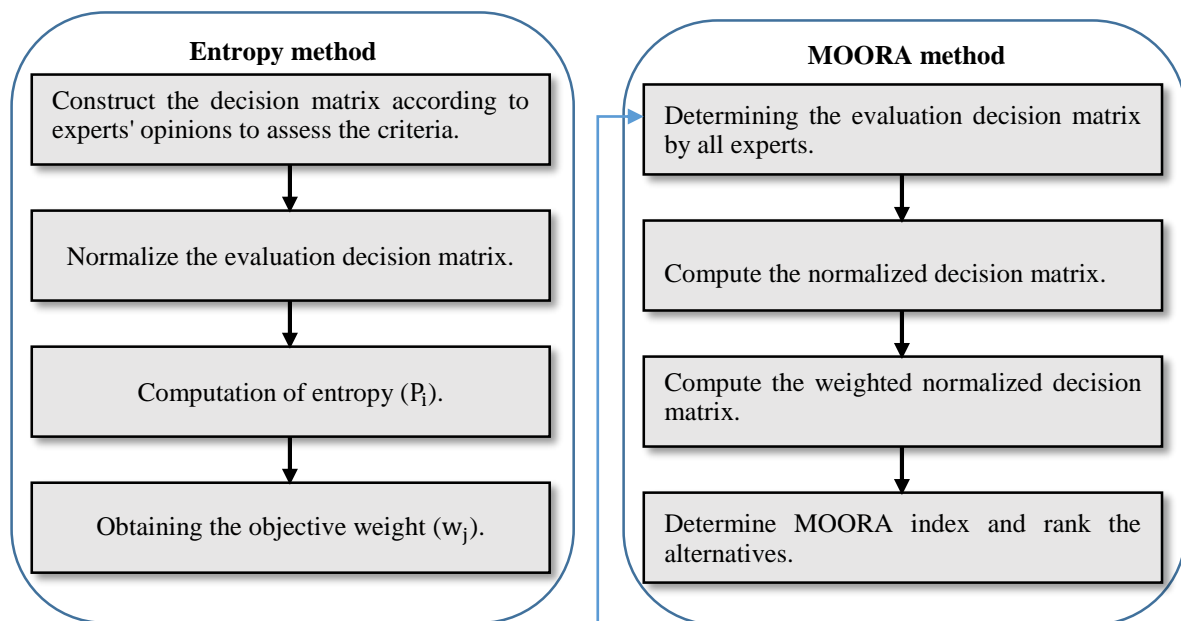 Entropy method
Construct the decision matrix according to
experts' opinions to assess the criteria.
Normalize the evaluation decision matrix.
Computation of entropy (Pᵢ).
Obtaining the objective weight (wⱼ).
MOORA method
Determining the evaluation decision matrix
by all experts.
Compute the normalized decision matrix.
Compute the weighted normalized decision
matrix.
Determine MOORA index and rank the
alternatives.